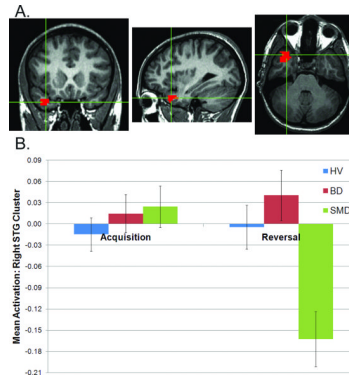 A.
B.
Mean Activation: Right STG Cluster
0.09
0.06
0.03
0.00
-0.03
-0.06
-0.09
-0.12
-0.15
-0.18
-0.21
Acquisition
Reversal
HV
BD
SMD